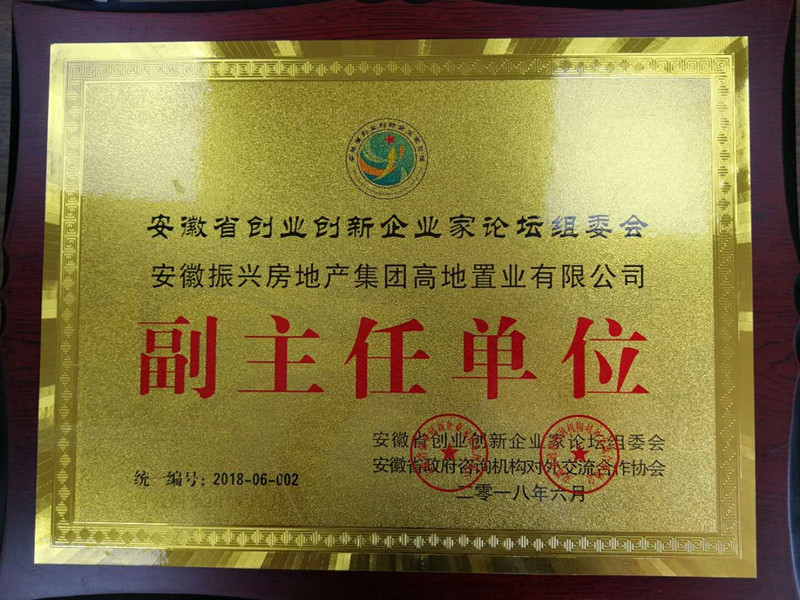 安徽省创业创新企业家论坛组委会
安徽振兴房地产集团高地置业有限公司
副主任单位
安徽省创业创新企业家论坛组委会
安徽省政府咨询机构对外交流合作协会
统一编号：2018-06-002
二零一八年六月